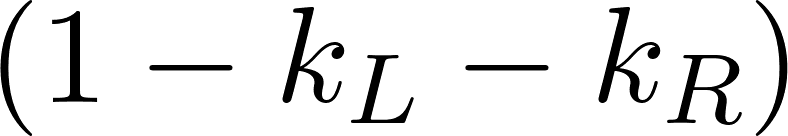 (1 − k_L − k_R)